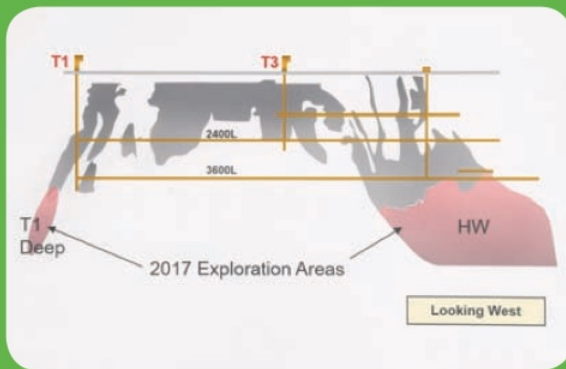 T1
T3
2400L
3600L
T1
Deep
HW
2017 Exploration Areas
Looking West